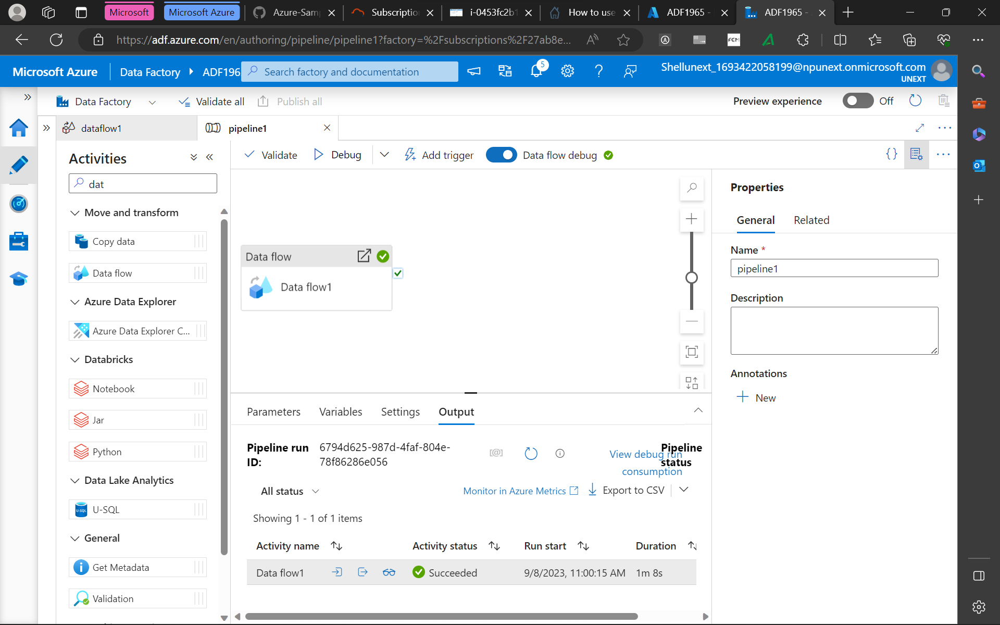 Microsoft
Microsoft Azure
Azure-Sam
Subscriptio
i-0453fc2b1
How to use
ADF1965 -
ADF1965 -
https://adf.azure.com/en/authoring/pipeline/pipeline1?factory=%2Fsubscriptions%2F27ab8e...
FCM
Microsoft Azure
Data Factory
ADF196
Search factory and documentation
5
Shellunext_1693422058199@npunext.onmicrosoft.com
UNEXT
Data Factory
Validate all
Publish all
Preview experience
Off
dataflow1
pipeline1
Activities
dat
Move and transform
Copy data
Data flow
Azure Data Explorer
Azure Data Explorer C...
Databricks
Notebook
Jar
Python
Data Lake Analytics
U-SQL
U-SQL
General
Get Metadata
Validation
Validate
Debug
Add trigger
Data flow debug
Data flow
Data flow1
Parameters
Variables
Settings
Output
Pipeline run ID:
6794d625-987d-4faf-804e-
78f86286e056
View debug run
consumption
Pipeline
status
All status
Monitor in Azure Metrics
Export to CSV
Showing 1 - 1 of 1 items
Activity name
Activity status
Run start
Duration
Data flow1
Succeeded
9/8/2023, 11:00:15 AM
1m 8s
Properties
General
Related
Name *
pipeline1
Description
Annotations
New